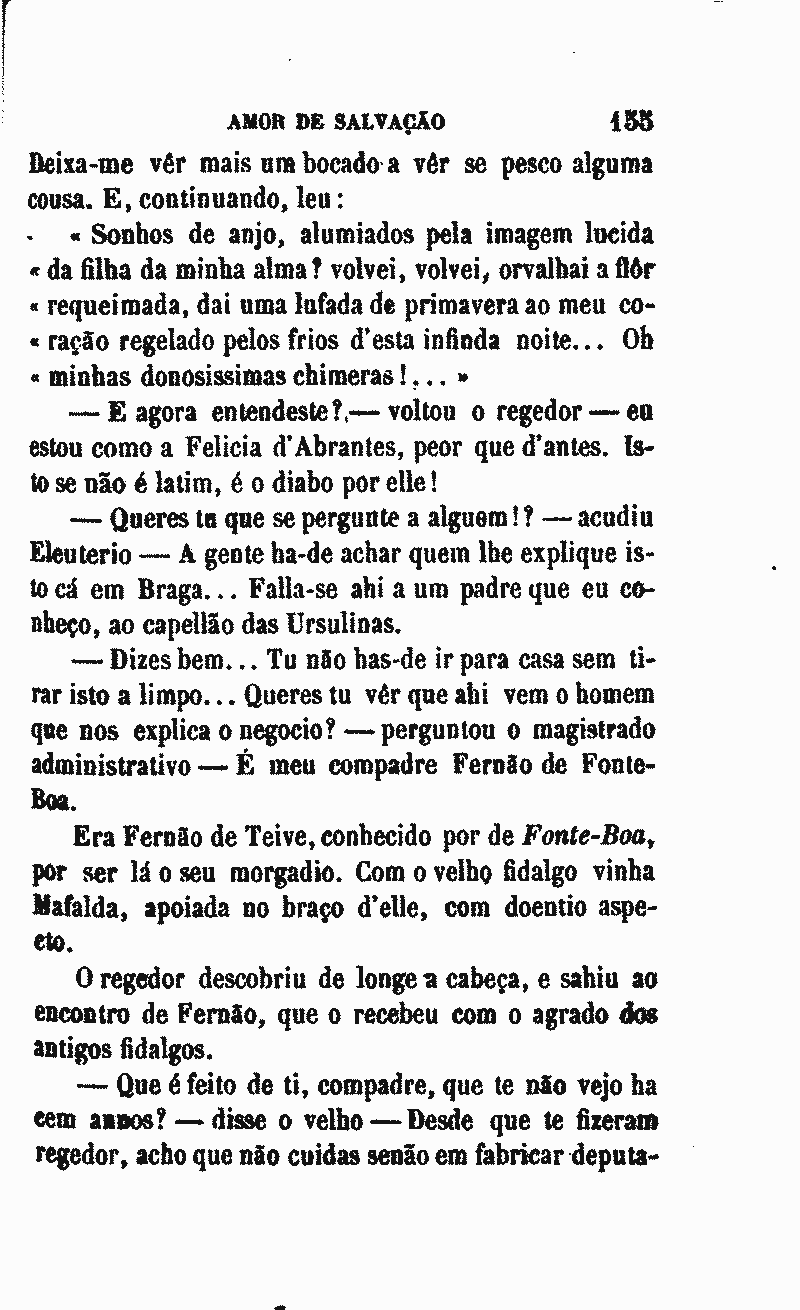 AMOR DE SALVAÇÃO 155
Deixa-me vêr mais um bocado a vêr se pesco alguma
cousa. E, continuando, leu:
« Sonhos de anjo, alumiados pela imagem lucida
« da filha da minha alma! volvei, volvei, orvalhai a flôr
« requeimada, dai uma lufada de primavera ao meu co-
« ração regelado pelos frios d'esta infinda noite... Oh
« minhas donosissimas chimeras!... »
— E agora entendeste?,— voltou o regedor — eu
estou como a Felicia d'Abrantes, peor que d'antes. Is-
to se não é latim, é o diabo por elle!
— Queres tu que se pergunte a alguem!? — acudiu
Eleuterio — A gente ha-de achar quem lhe explique is-
to cá em Braga... Falla-se ahi a um padre que eu co-
nheço, ao capellão das Ursulinas.
— Dizes bem... Tu não has-de ir para casa sem ti-
rar isto a limpo... Queres tu vêr que ahi vem o homem
que nos explica o negocio? — perguntou o magistrado
administrativo — É meu compadre Fernão de Fonte-
Boa.
Era Fernão de Teive, conhecido por de Fonte-Boa,
por ser lá o seu morgadio. Com o velho fidalgo vinha
Mafalda, apoiada no braço d'elle, com doentio aspe-
cto.
O regedor descobriu de longe a cabeça, e sahiu ao
encontro de Fernão, que o recebeu com o agrado dos
antigos fidalgos.
— Que é feito de ti, compadre, que te não vejo ha
cem annos? — disse o velho — Desde que te fizeram
regedor, acho que não cuidas senão em fabricar deputa-